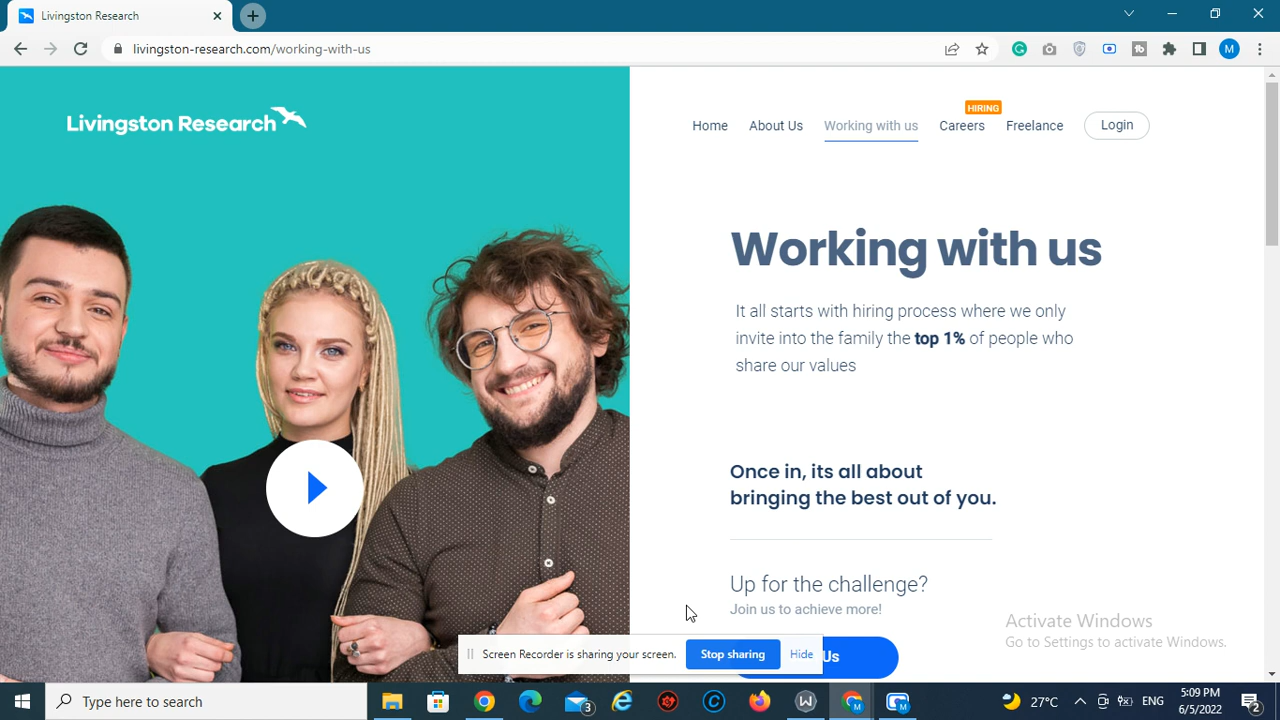 Livingston Research
livingston-research.com/working-with-us
M
Livingston Research
HIRING
Home About Us Working with us Careers Freelance Login
Working with us
It all starts with hiring process where we only
invite into the family the top 1% of people who
share our values
Once in, its all about
bringing the best out of you.
Up for the challenge?
Join us to achieve more!
Activate Windows
Go to Settings to activate Windows.
Screen Recorder is sharing your screen. Stop sharing Hide
Us
Type here to search
3
27°C ENG
5:09 PM
6/5/2022
2